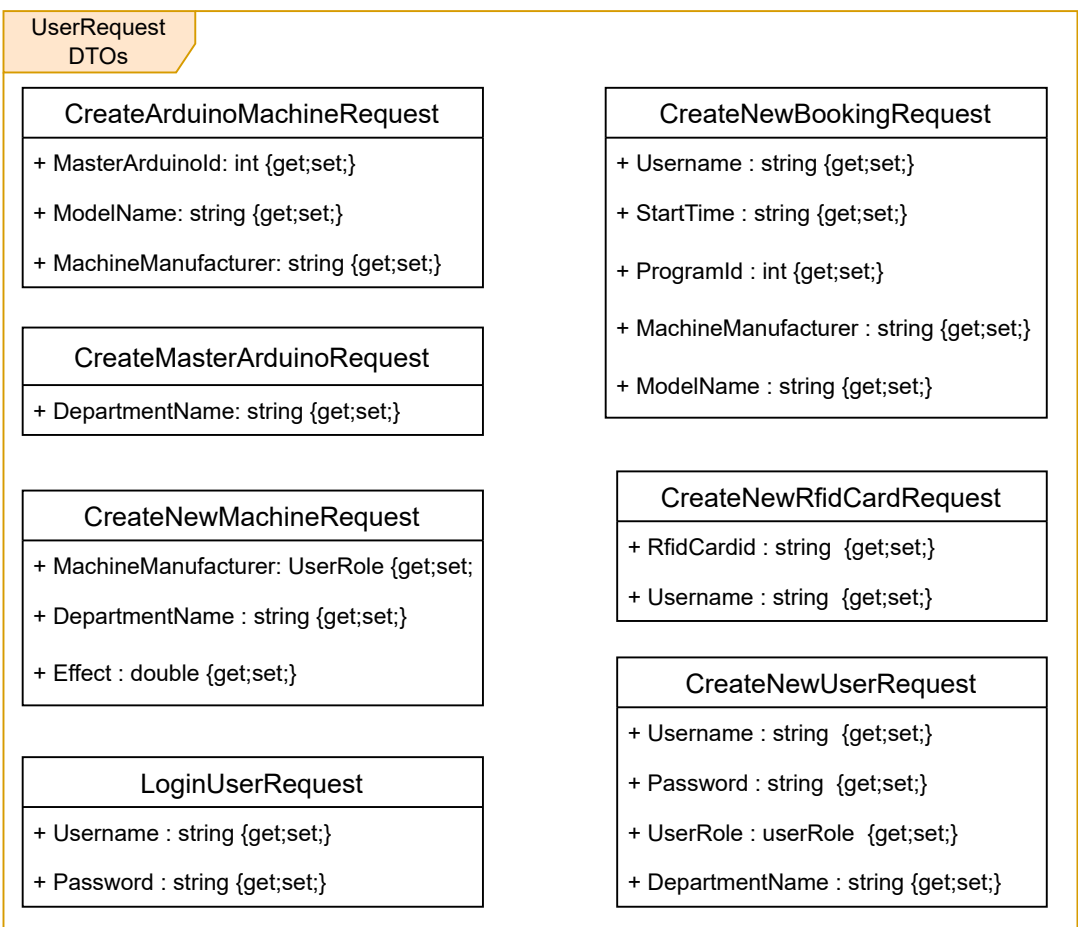 UserRequest
DTOs
CreateArduinoMachineRequest
+ MasterArduinoId: int {get;set;}
+ ModelName: string {get;set;}
+ MachineManufacturer: string {get;set;}
CreateMasterArduinoRequest
+ DepartmentName: string {get;set;}
CreateNewMachineRequest
+ MachineManufacturer: UserRole {get;set;
+ DepartmentName : string {get;set;}
+ Effect : double {get;set;}
LoginUserRequest
+ Username : string {get;set;}
+ Password : string {get;set;}
CreateNewBookingRequest
+ Username : string {get;set;}
+ StartTime : string {get;set;}
+ ProgramId : int {get;set;}
+ MachineManufacturer : string {get;set;}
+ ModelName : string {get;set;}
CreateNewRfidCardRequest
+ RfidCardid : string  {get;set;}
+ Username : string  {get;set;}
CreateNewUserRequest
+ Username : string  {get;set;}
+ Password : string  {get;set;}
+ UserRole : userRole  {get;set;}
+ DepartmentName : string {get;set;}